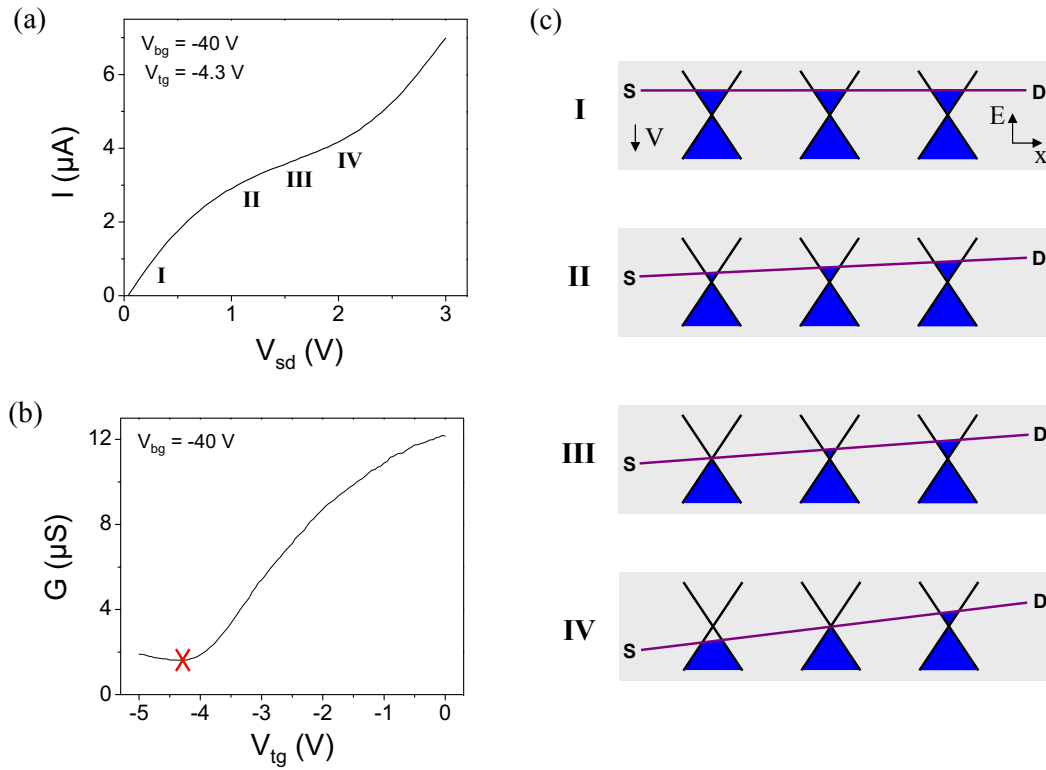 (a)
V_bg = -40 V
V_tg = -4.3 V
I (µA)
6
4
2
0
I
II
III
IV
0
1
2
3
V_sd (V)
(b)
V_bg = -40 V
G (µS)
12
8
4
0
-5
-4
-3
-2
-1
0
V_tg (V)
(c)
I
S
D
V
E
x
II
S
D
III
S
D
IV
S
D